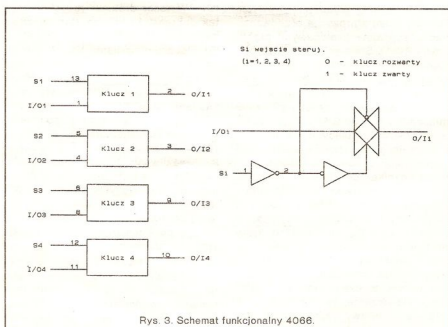 Si wejście steruj.
(i=1, 2, 3, 4)
0 - klucz rozwarty
1 - klucz zwarty
S1 13
Klucz 1
2 O/I1
I/O1 1
S2 5
Klucz 2
3 O/I2
I/O2 4
S3 6
Klucz 3
9 O/I3
I/O3 8
S4 12
Klucz 4
10 O/I4
I/O4 11
I/Oi
O/Ii
Si 1 2
Rys. 3. Schemat funkcjonalny 4066.